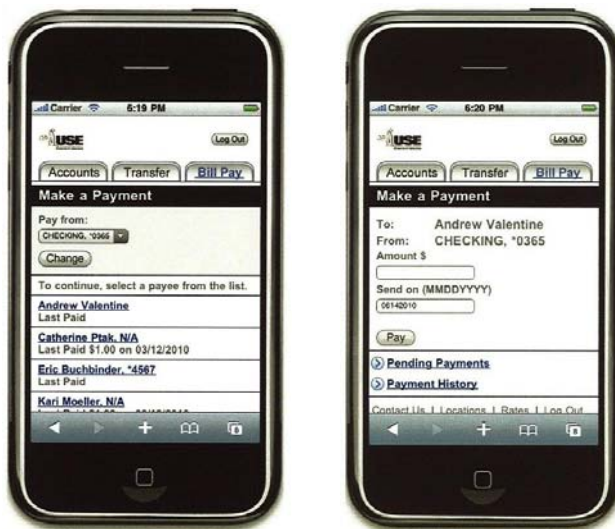 Carrier 6:19 PM
USE
Log Out
Accounts Transfer Bill Pay
Make a Payment
Pay from:
CHECKING, *0365
Change
To continue, select a payee from the list.
Andrew Valentine
Last Paid
Catherine Ptak, N/A
Last Paid $1.00 on 03/12/2010
Eric Buchbinder, *4567
Last Paid
Kari Moeller, N/A
Carrier 6:20 PM
USE
Log Out
Accounts Transfer Bill Pay
Make a Payment
To: Andrew Valentine
From: CHECKING, *0365
Amount $
Send on (MMDDYYYY)
06142010
Pay
Pending Payments
Payment History
Contact Us | Locations | Rates | Log Out